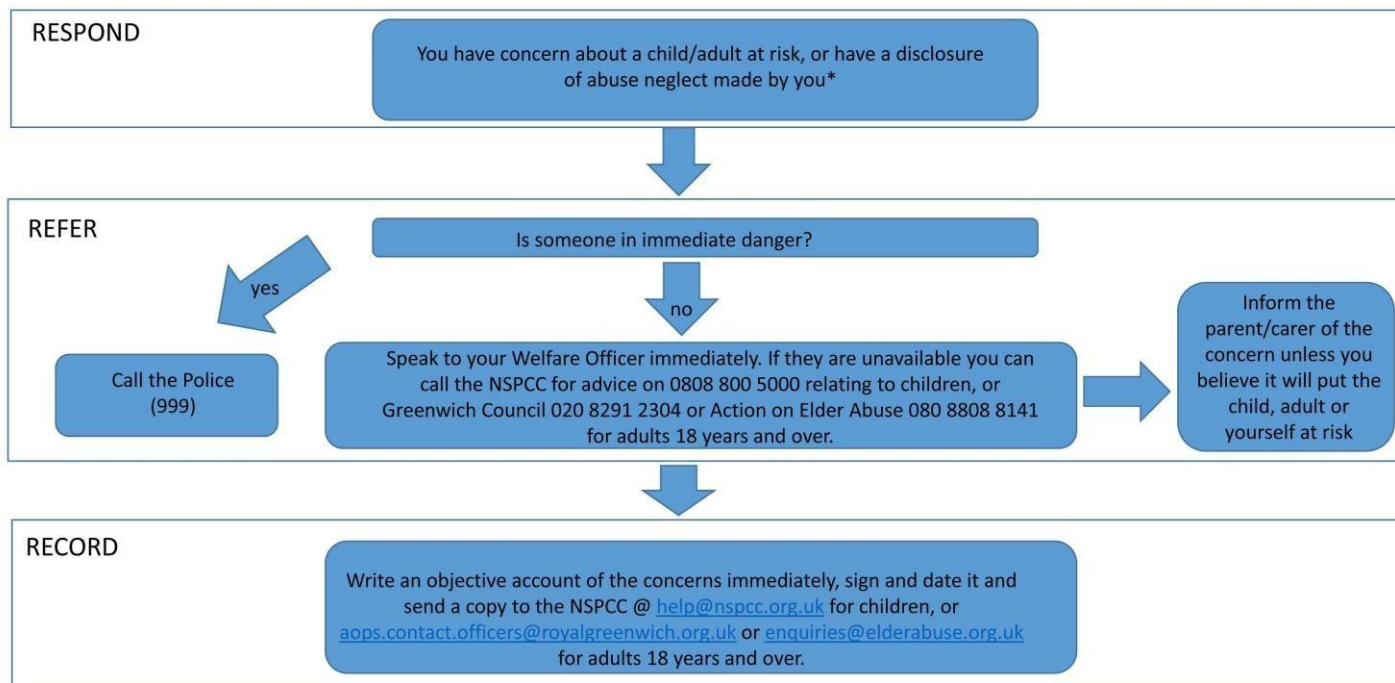 RESPOND
You have concern about a child/adult at risk, or have a disclosure
of abuse neglect made by you*
REFER
Is someone in immediate danger?
yes
no
Call the Police
(999)
Speak to your Welfare Officer immediately. If they are unavailable you can
call the NSPCC for advice on 0808 800 5000 relating to children, or
Greenwich Council 020 8291 2304 or Action on Elder Abuse 080 8808 8141
for adults 18 years and over.
Inform the
parent/carer of the
concern unless you
believe it will put the
child, adult or
yourself at risk
RECORD
Write an objective account of the concerns immediately, sign and date it and
send a copy to the NSPCC @ help@nspcc.org.uk for children, or
aops.contact.officers@royalgreenwich.org.uk or enquiries@elderabuse.org.uk
for adults 18 years and over.